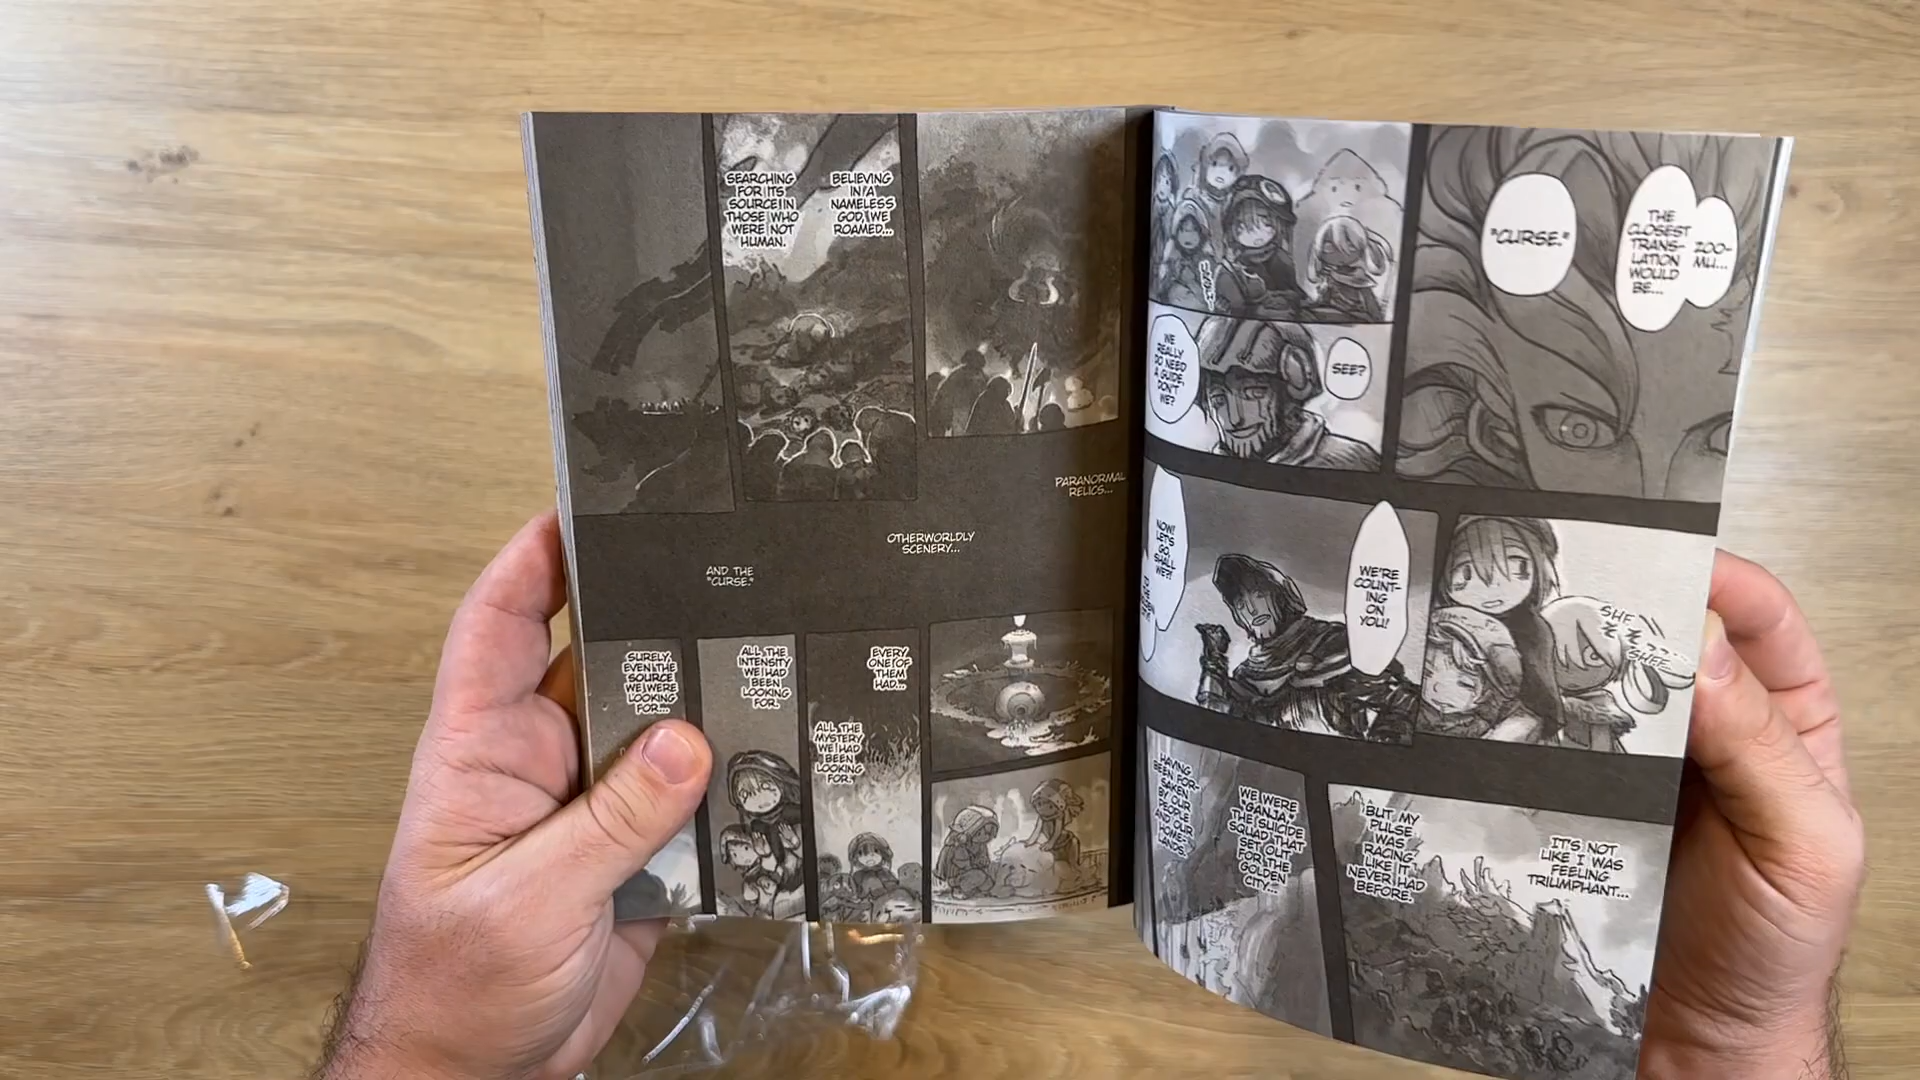 ZOO-
MU...
THE
CLOSEST
TRANS-
LATION
WOULD
BE...
"CURSE."
SEE?
WE
REALLY
DO NEED
A GUIDE,
DON'T
WE?
SHF
SHFF
WE'RE
COUNT-
ING
ON
YOU!
NOW!
LET'S
GO,
SHALL
WE?!
IT'S NOT
LIKE I WAS
FEELING
TRIUMPHANT...
BUT MY
PULSE
WAS
RACING,
LIKE IT
NEVER HAD
BEFORE.
WE WERE
"GANJA,"
THE SUICIDE
SQUAD THAT
SET OUT
FOR THE
GOLDEN
CITY...
HAVING
BEEN FOR-
SAKEN
BY OUR
PEOPLE
AND OUR
HOME-
LANDS.
BELIEVING
IN A
NAMELESS
GOD, WE
ROAMED...
SEARCHING
FOR ITS
SOURCE IN
THOSE WHO
WERE NOT
HUMAN.
PARANORMAL
RELICS...
OTHERWORLDLY
SCENERY...
AND THE
"CURSE."
EVERY
ONE OF
THEM
HAD...
ALL THE
MYSTERY
WE HAD
BEEN
LOOKING
FOR.
ALL THE
INTENSITY
WE HAD
BEEN
LOOKING
FOR.
SURELY,
EVEN THE
SOURCE
WE WERE
LOOKING
FOR...